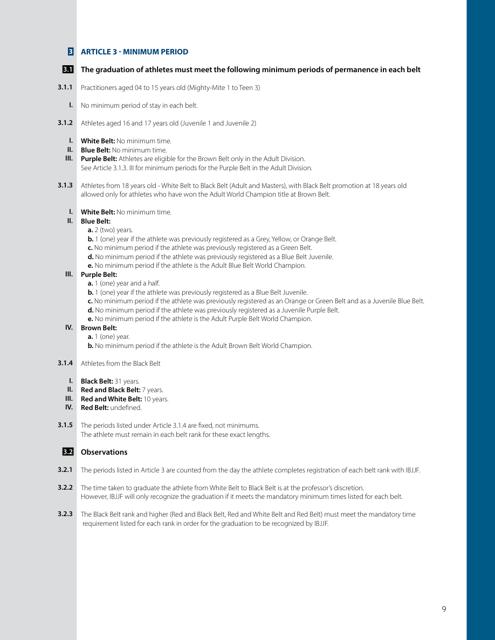 3 ARTICLE 3 - MINIMUM PERIOD
3.1 The graduation of athletes must meet the following minimum periods of permanence in each belt
3.1.1 Practitioners aged 04 to 15 years old (Mighty-Mite 1 to Teen 3)
I. No minimum period of stay in each belt.
3.1.2 Athletes aged 16 and 17 years old (Juvenile 1 and Juvenile 2)
I. White Belt: No minimum time.
II. Blue Belt: No minimum time.
III. Purple Belt: Athletes are eligible for the Brown Belt only in the Adult Division.
See Article 3.1.3. III for minimum periods for the Purple Belt in the Adult Division.
3.1.3 Athletes from 18 years old - White Belt to Black Belt (Adult and Masters), with Black Belt promotion at 18 years old
allowed only for athletes who have won the Adult World Champion title at Brown Belt.
I. White Belt: No minimum time.
II. Blue Belt:
a. 2 (two) years.
b. 1 (one) year if the athlete was previously registered as a Grey, Yellow, or Orange Belt.
c. No minimum period if the athlete was previously registered as a Green Belt.
d. No minimum period if the athlete was previously registered as a Blue Belt Juvenile.
e. No minimum period if the athlete is the Adult Blue Belt World Champion.
III. Purple Belt:
a. 1 (one) year and a half.
b. 1 (one) year if the athlete was previously registered as a Blue Belt Juvenile.
c. No minimum period if the athlete was previously registered as an Orange or Green Belt and as a Juvenile Blue Belt.
d. No minimum period if the athlete was previously registered as a Juvenile Purple Belt.
e. No minimum period if the athlete is the Adult Purple Belt World Champion.
IV. Brown Belt:
a. 1 (one) year.
b. No minimum period if the athlete is the Adult Brown Belt World Champion.
3.1.4 Athletes from the Black Belt
I. Black Belt: 31 years.
II. Red and Black Belt: 7 years.
III. Red and White Belt: 10 years.
IV. Red Belt: undefined.
3.1.5 The periods listed under Article 3.1.4 are fixed, not minimums.
The athlete must remain in each belt rank for these exact lengths.
3.2 Observations
3.2.1 The periods listed in Article 3 are counted from the day the athlete completes registration of each belt rank with IBJJF.
3.2.2 The time taken to graduate the athlete from White Belt to Black Belt is at the professor's discretion.
However, IBJJF will only recognize the graduation if it meets the mandatory minimum times listed for each belt.
3.2.3 The Black Belt rank and higher (Red and Black Belt, Red and White Belt and Red Belt) must meet the mandatory time
requirement listed for each rank in order for the graduation to be recognized by IBJJF.
9